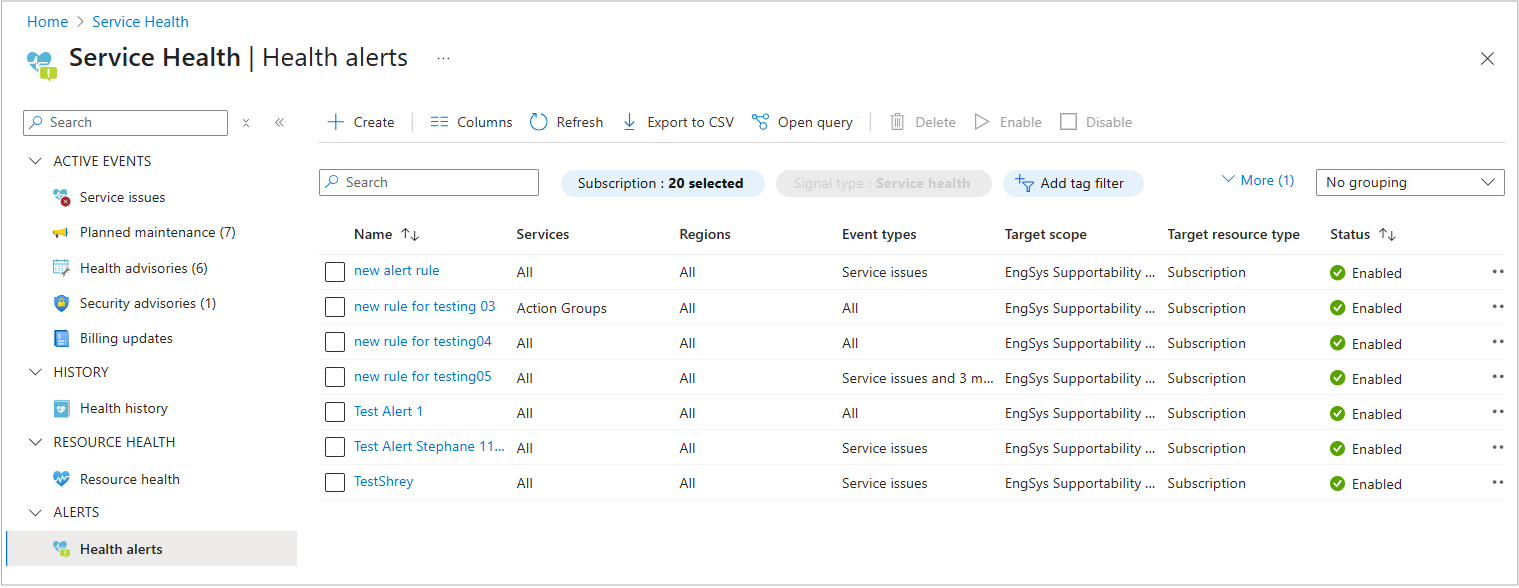 Home > Service Health
Service Health | Health alerts ...
Search
Create Columns Refresh Export to CSV Open query Delete Enable Disable
ACTIVE EVENTS
Service issues
Planned maintenance (7)
Health advisories (6)
Security advisories (1)
Billing updates
HISTORY
Health history
RESOURCE HEALTH
Resource health
ALERTS
Health alerts
Search Subscription : 20 selected Signal type : Service health Add tag filter More (1) No grouping
Name Services Regions Event types Target scope Target resource type Status
new alert rule All All Service issues EngSys Supportability ... Subscription Enabled
new rule for testing 03 Action Groups All All EngSys Supportability ... Subscription Enabled
new rule for testing04 All All All EngSys Supportability ... Subscription Enabled
new rule for testing05 All All Service issues and 3 m... EngSys Supportability ... Subscription Enabled
Test Alert 1 All All All EngSys Supportability ... Subscription Enabled
Test Alert Stephane 11... All All Service issues EngSys Supportability ... Subscription Enabled
TestShrey All All Service issues EngSys Supportability ... Subscription Enabled